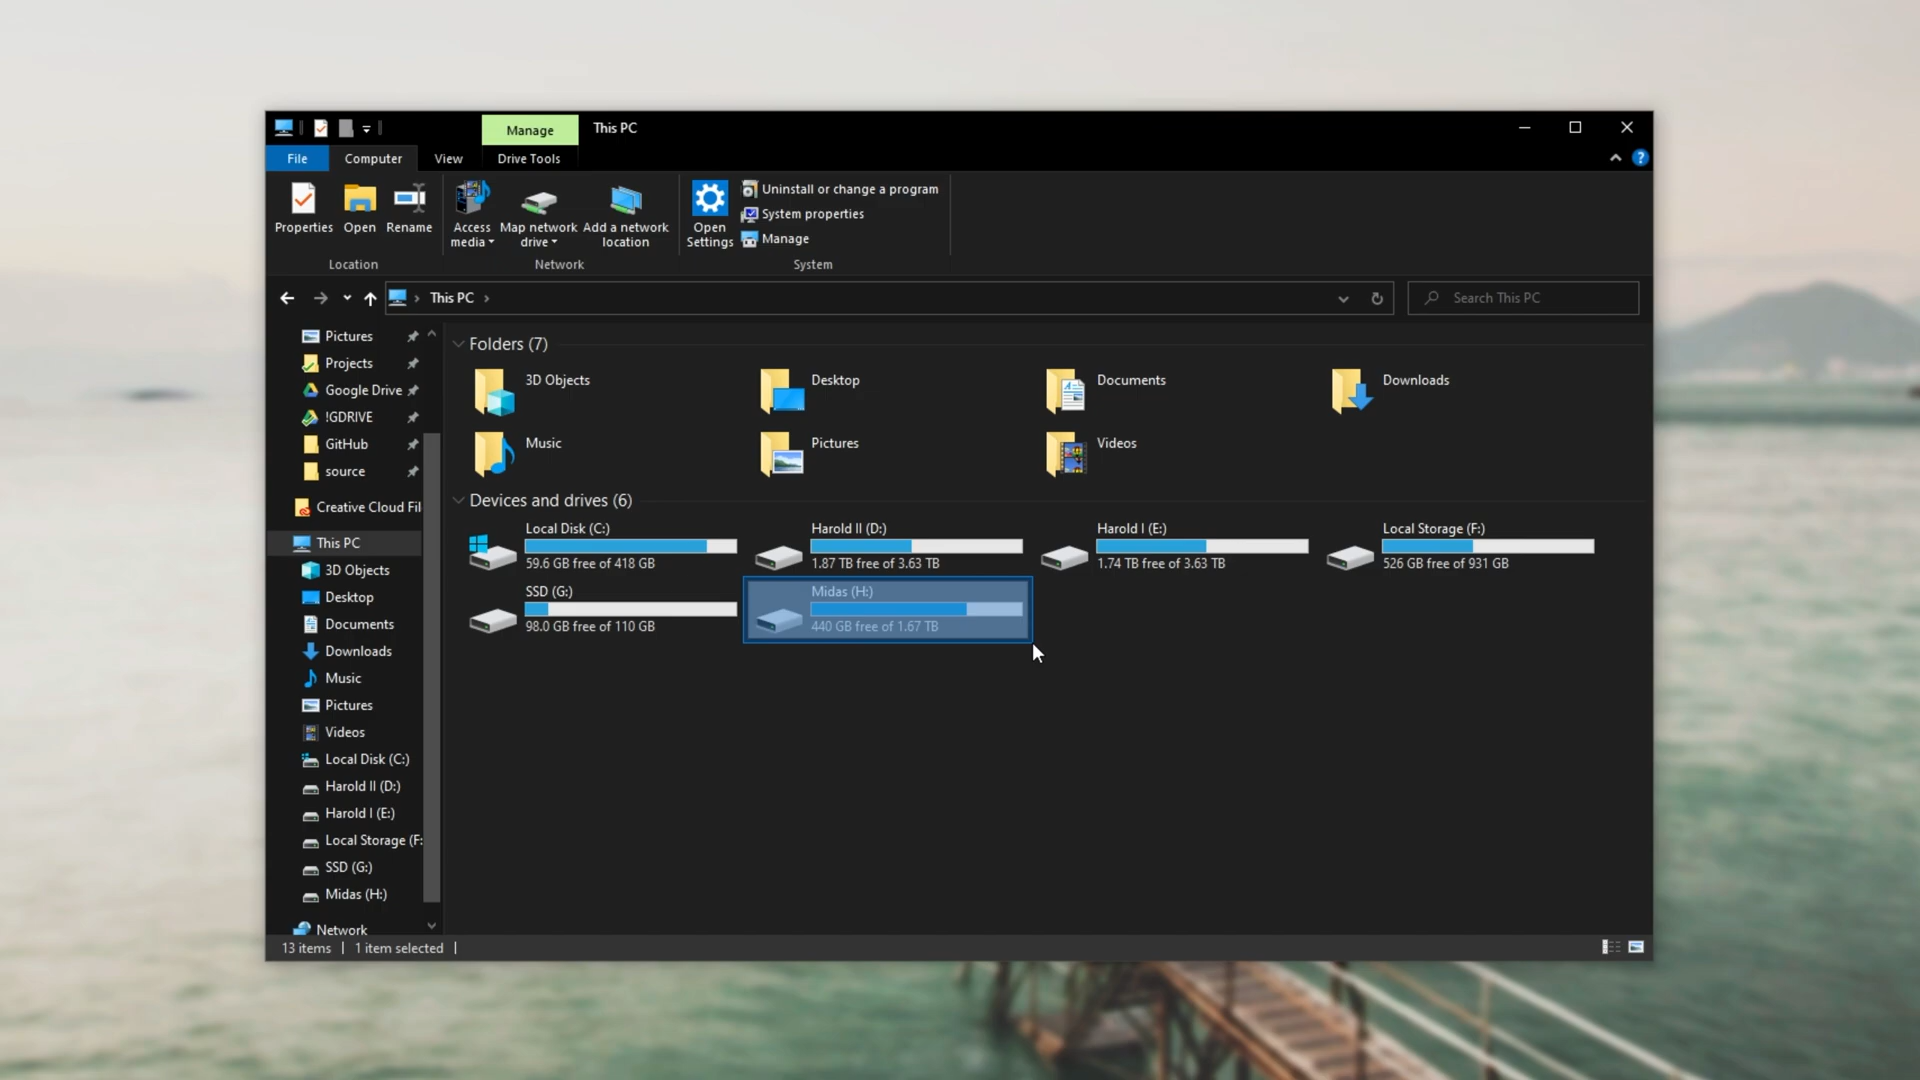 Manage
This PC
File
Computer
View
Drive Tools
Properties
Open
Rename
Access media
Map network drive
Add a network location
Open Settings
Uninstall or change a program
System properties
Manage
Location
Network
System
This PC
Search This PC
Pictures
Projects
Google Drive
!GDRIVE
GitHub
source
Creative Cloud Fil
This PC
3D Objects
Desktop
Documents
Downloads
Music
Pictures
Videos
Local Disk (C:)
Harold II (D:)
Harold I (E:)
Local Storage (F:
SSD (G:)
Midas (H:)
Network
Folders (7)
3D Objects
Desktop
Documents
Downloads
Music
Pictures
Videos
Devices and drives (6)
Local Disk (C:)
59.6 GB free of 418 GB
Harold II (D:)
1.87 TB free of 3.63 TB
Harold I (E:)
1.74 TB free of 3.63 TB
Local Storage (F:)
526 GB free of 931 GB
SSD (G:)
98.0 GB free of 110 GB
Midas (H:)
440 GB free of 1.67 TB
13 items
1 item selected